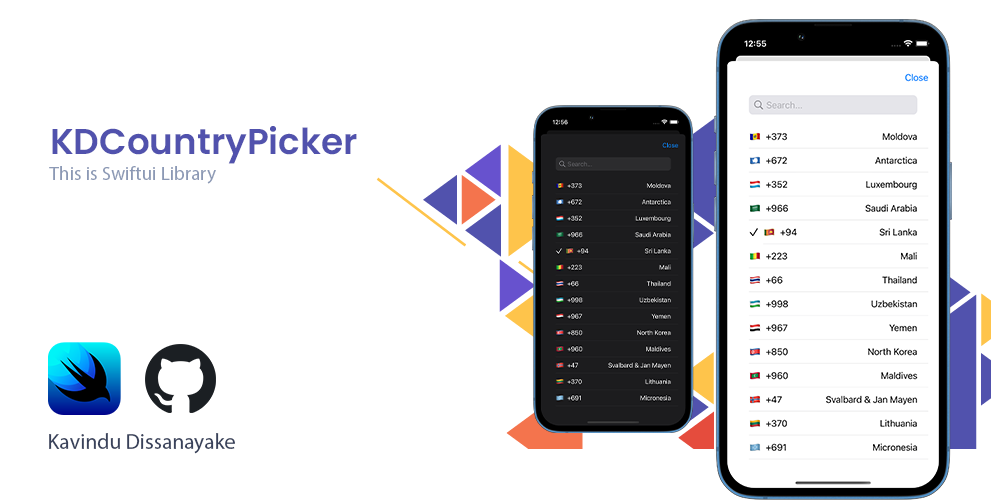 KDCountryPicker
This is Swiftui Library
Kavindu Dissanayake
12:56
Close
Search...
+373 Moldova
+672 Antarctica
+352 Luxembourg
+966 Saudi Arabia
+94 Sri Lanka
+223 Mali
+66 Thailand
+998 Uzbekistan
+967 Yemen
+850 North Korea
+960 Maldives
+47 Svalbard & Jan Mayen
+370 Lithuania
+691 Micronesia
12:55
Close
Search...
+373 Moldova
+672 Antarctica
+352 Luxembourg
+966 Saudi Arabia
+94 Sri Lanka
+223 Mali
+66 Thailand
+998 Uzbekistan
+967 Yemen
+850 North Korea
+960 Maldives
+47 Svalbard & Jan Mayen
+370 Lithuania
+691 Micronesia